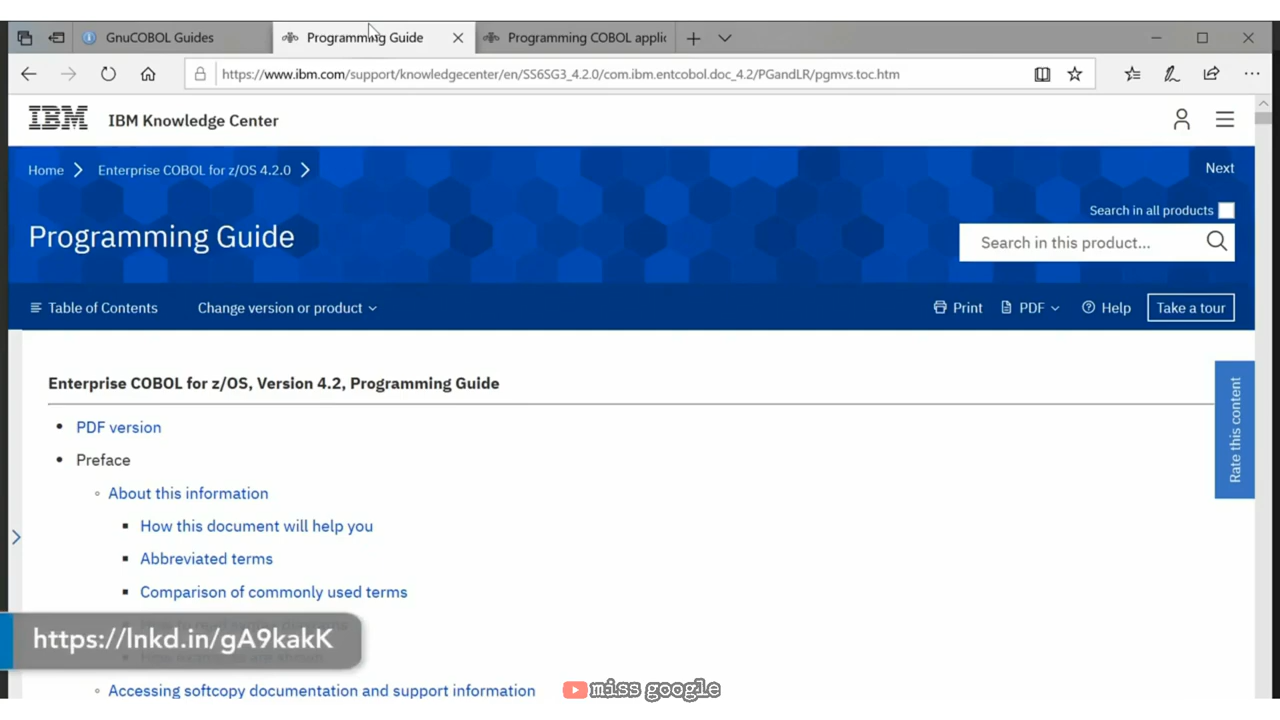 GnuCOBOL Guides
Programming Guide
Programming COBOL applic
https://www.ibm.com/support/knowledgecenter/en/SS6SG3_4.2.0/com.ibm.entcobol.doc_4.2/PGandLR/pgmvs.toc.htm
IBM
IBM Knowledge Center
Home
Enterprise COBOL for z/OS 4.2.0
Next
Search in all products
Programming Guide
Search in this product...
Table of Contents
Change version or product
Print
PDF
Help
Take a tour
Enterprise COBOL for z/OS, Version 4.2, Programming Guide
PDF version
Preface
About this information
How this document will help you
Abbreviated terms
Comparison of commonly used terms
Accessing softcopy documentation and support information
Rate this content
https://lnkd.in/gA9kakK
miss google